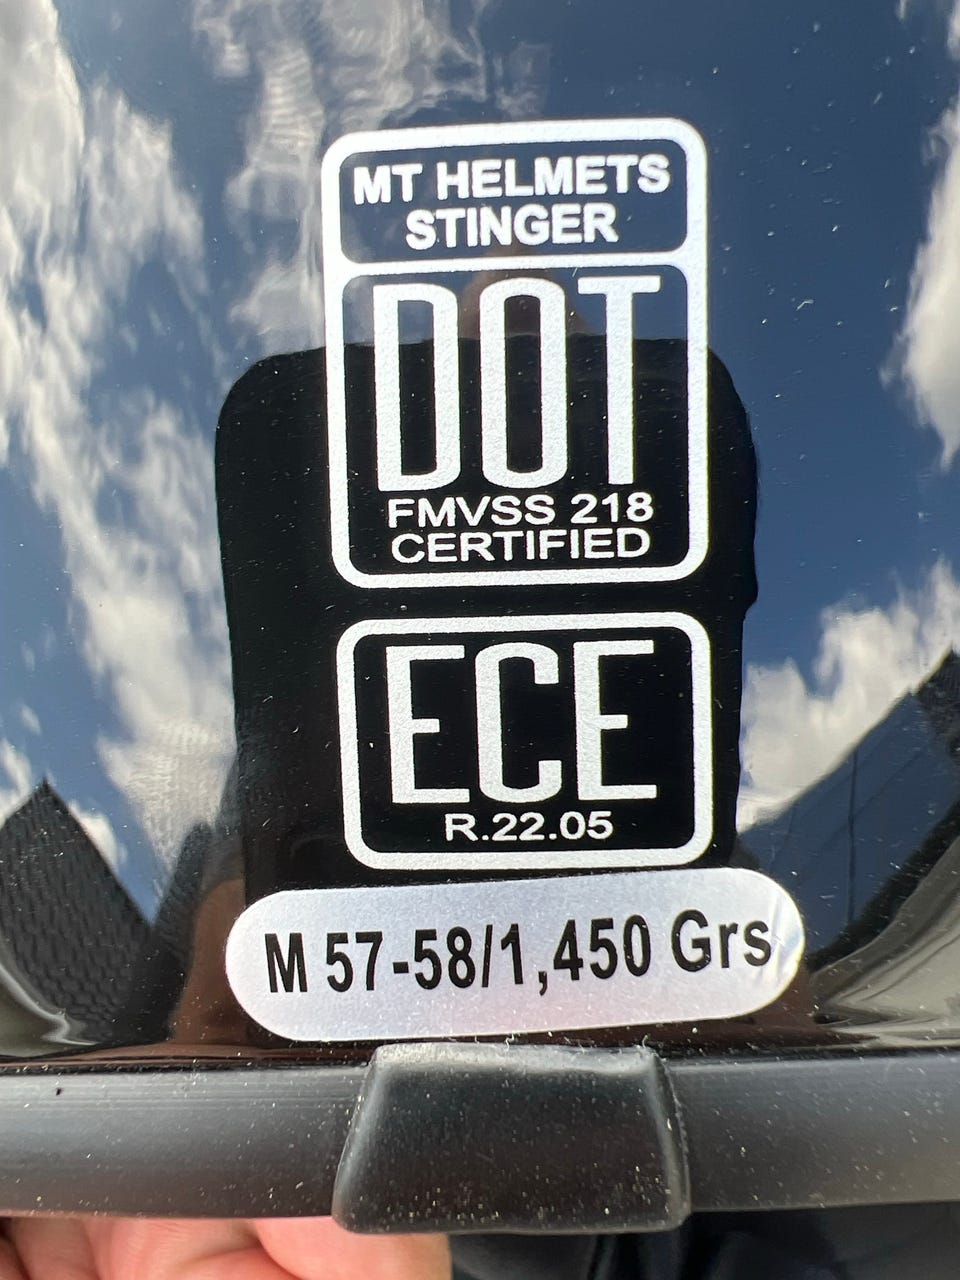 MT HELMETS
STINGER
DOT
FMVSS 218
CERTIFIED
ECE
R.22.05
M 57-58/1,450 Grs